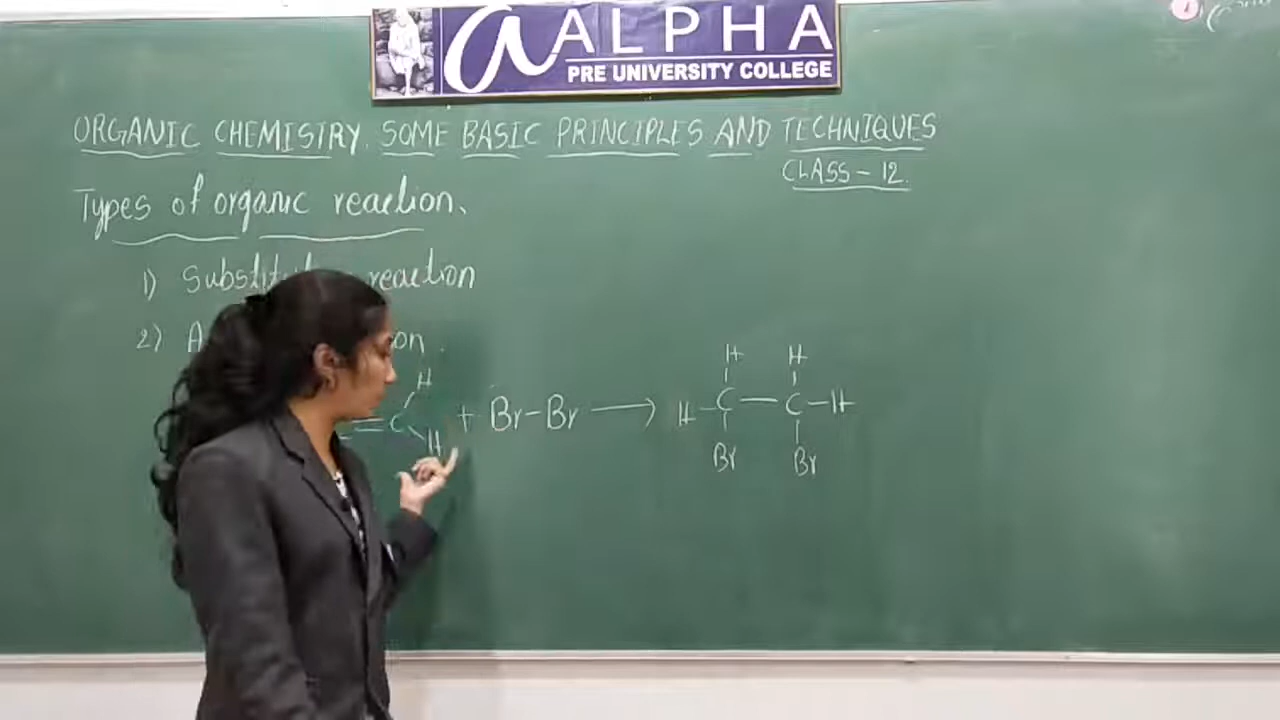 a ALPHA
PRE UNIVERSITY COLLEGE
ORGANIC CHEMISTRY. SOME BASIC PRINCIPLES AND TECHNIQUES
CLASS - 12.
Types of organic reaction.
1) Substitut reaction
2) A on.
H H H
= C + Br-Br ⟶ H - C — C - H
H Br Br